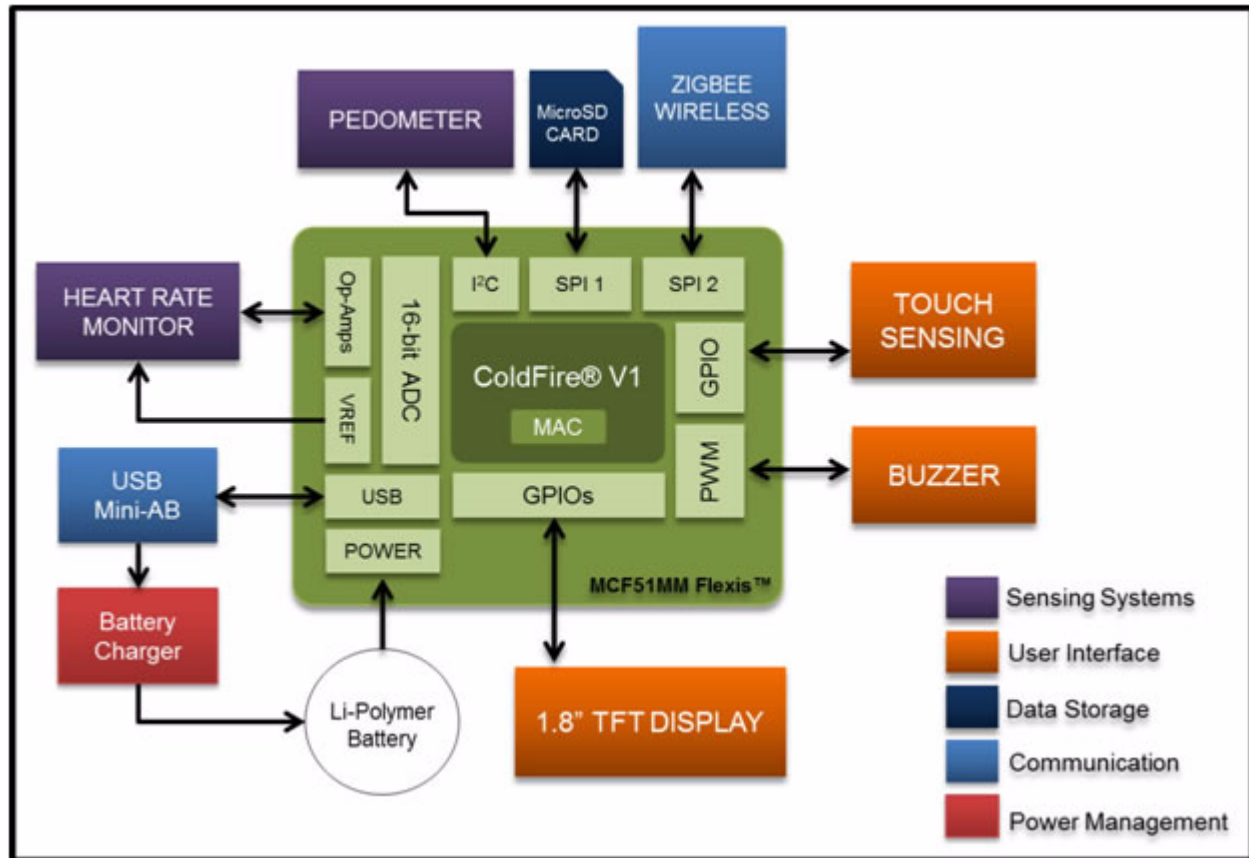 PEDOMETER
MicroSD
CARD
ZIGBEE
WIRELESS
HEART RATE
MONITOR
Op-Amps
16-bit ADC
I²C
SPI 1
SPI 2
TOUCH
SENSING
GPIO
ColdFire® V1
MAC
VREF
USB
Mini-AB
USB
GPIOs
PWM
BUZZER
POWER
MCF51MM Flexis™
Battery
Charger
Li-Polymer
Battery
1.8” TFT DISPLAY
Sensing Systems
User Interface
Data Storage
Communication
Power Management